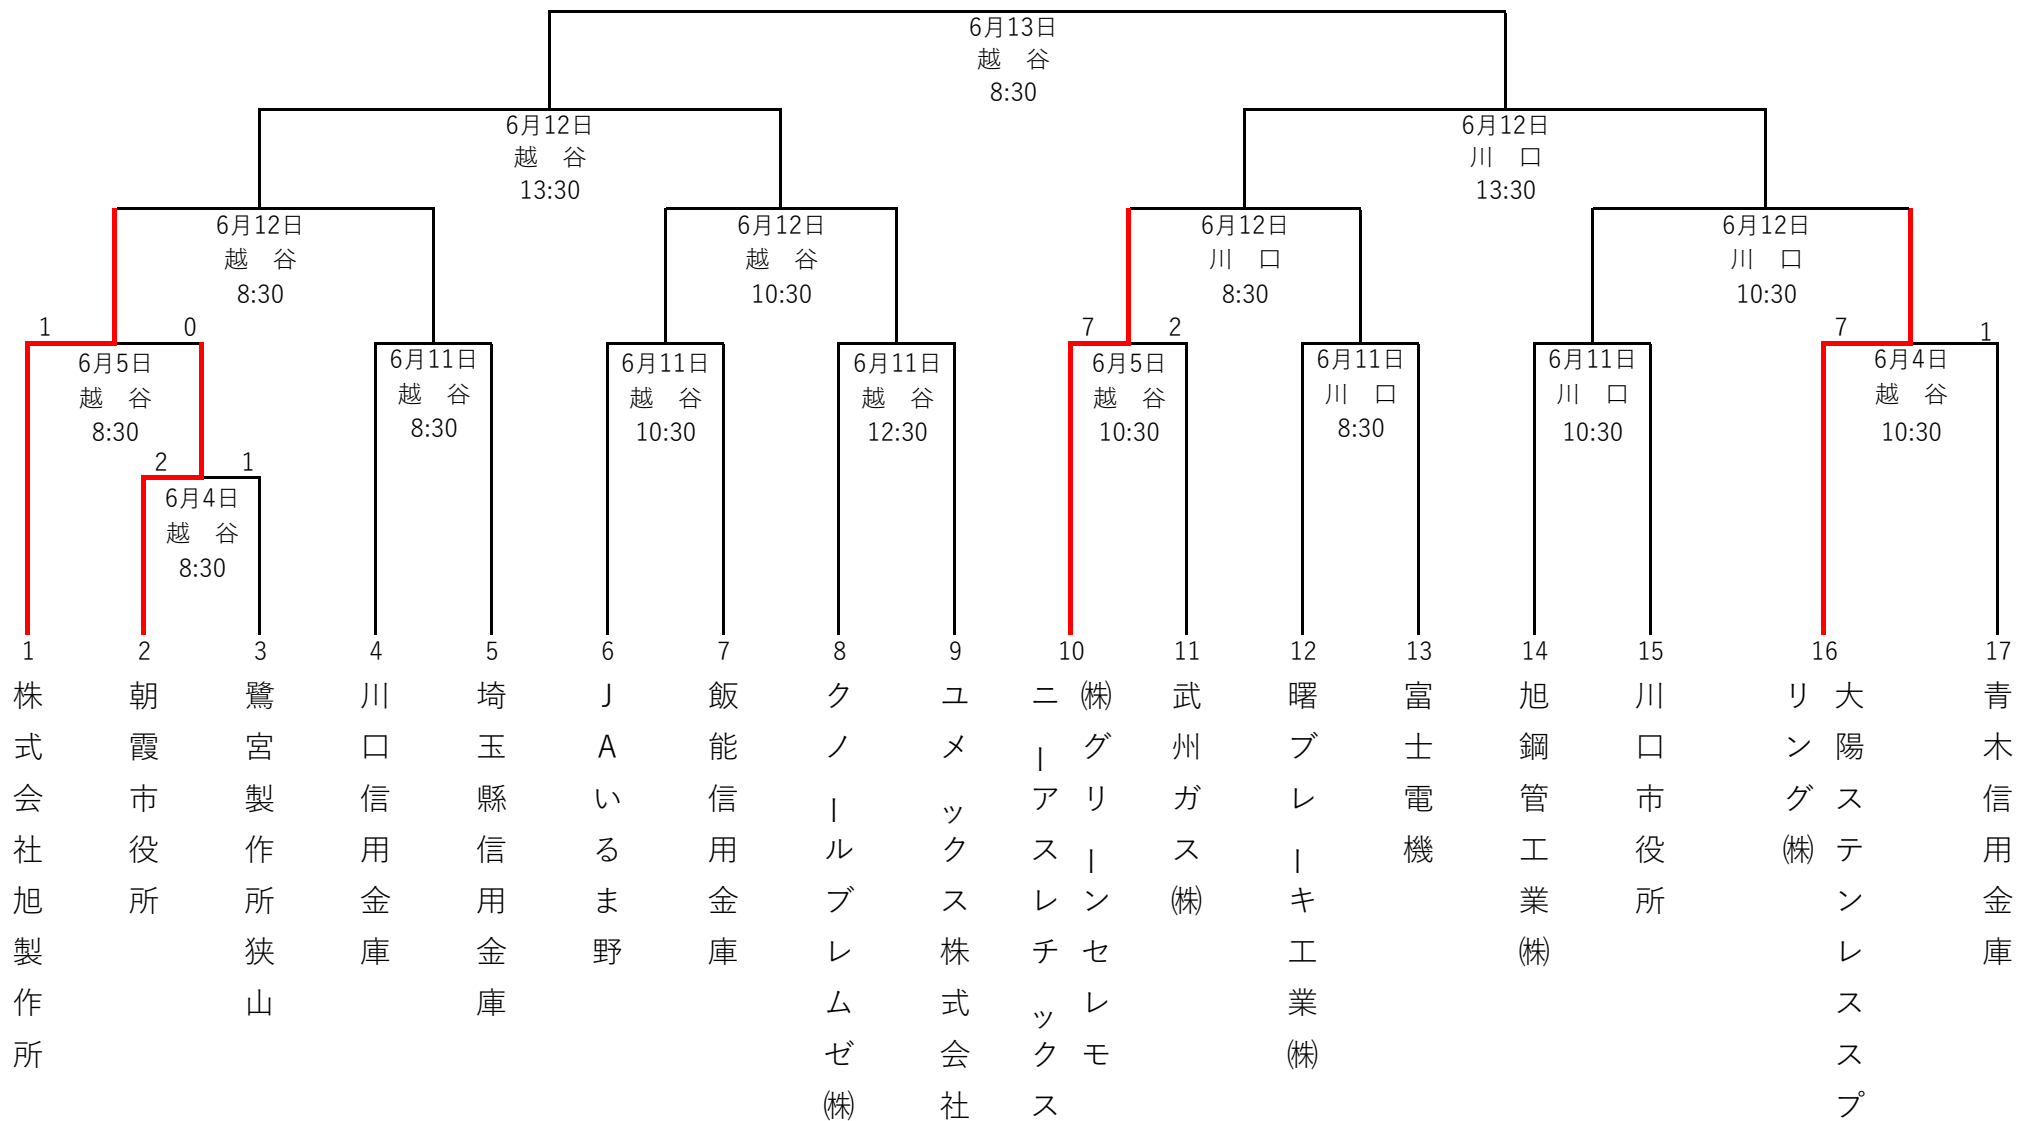 6月13日
越　谷
8:30
6月12日
越　谷
13:30
6月12日
川　口
13:30
6月12日
越　谷
8:30
6月12日
越　谷
10:30
6月12日
川　口
8:30
6月12日
川　口
10:30
1
0
6月5日
越　谷
8:30
6月11日
越　谷
8:30
6月11日
越　谷
10:30
6月11日
越　谷
12:30
7
2
6月5日
越　谷
10:30
6月11日
川　口
8:30
6月11日
川　口
10:30
7
1
6月4日
越　谷
10:30
2
1
6月4日
越　谷
8:30
1
株式会社旭製作所
2
朝霞市役所
3
鷺宮製作所狭山
4
川口信用金庫
5
埼玉縣信用金庫
6
JAいるま野
7
飯能信用金庫
8
クノールブレムゼ㈱
9
ユメックス株式会社
10
㈱グリーンセレモ
ニーアスレチックス
11
武州ガス㈱
12
曙ブレーキ工業㈱
13
富士電機
14
旭鋼管工業㈱
15
川口市役所
16
大陽ステンレススプ
リング㈱
17
青木信用金庫